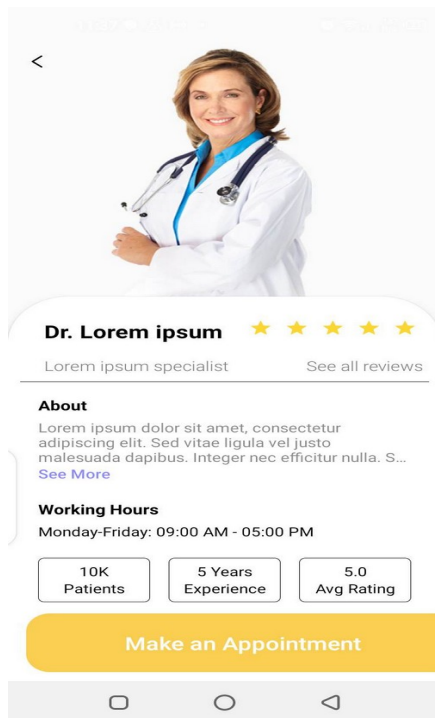 Dr. Lorem ipsum
Lorem ipsum specialist See all reviews
About
Lorem ipsum dolor sit amet, consectetur
adipiscing elit. Sed vitae ligula vel justo
malesuada dapibus. Integer nec efficitur nulla. S...
See More
Working Hours
Monday-Friday: 09:00 AM - 05:00 PM
10K 5 Years 5.0
Patients Experience Avg Rating
Make an Appointment